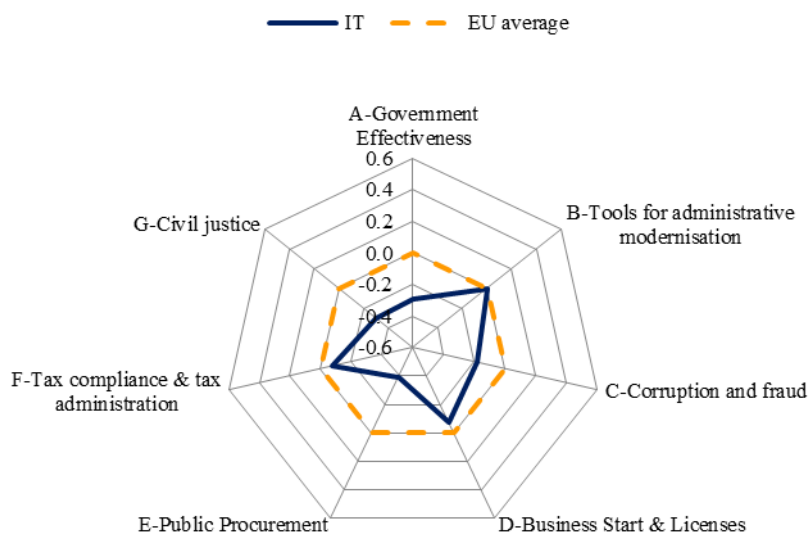 IT
EU average
A-Government
Effectiveness
0.6
0.4
0.2
0.0
-0.2
-0.4
-0.6
B-Tools for administrative
modernisation
G-Civil justice
C-Corruption and fraud
F-Tax compliance & tax
administration
D-Business Start & Licenses
E-Public Procurement